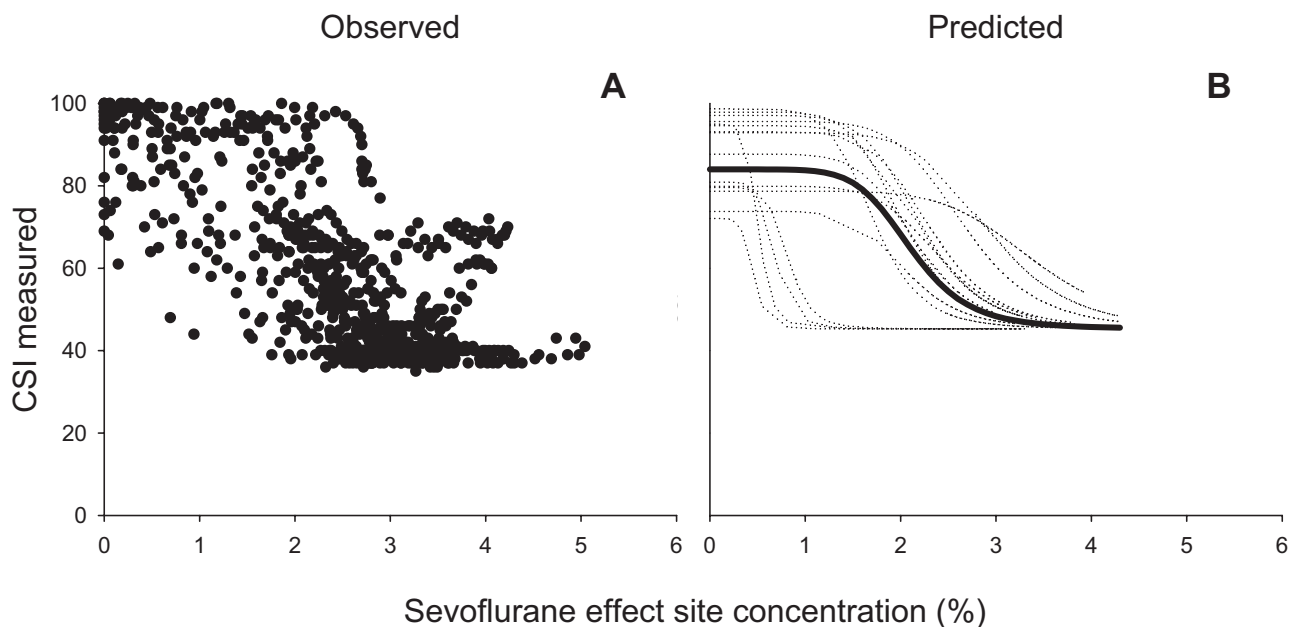 Observed
Predicted
A
B
CSI measured
100
80
60
40
20
0
0 1 2 3 4 5 6
0 1 2 3 4 5 6
Sevoflurane effect site concentration (%)